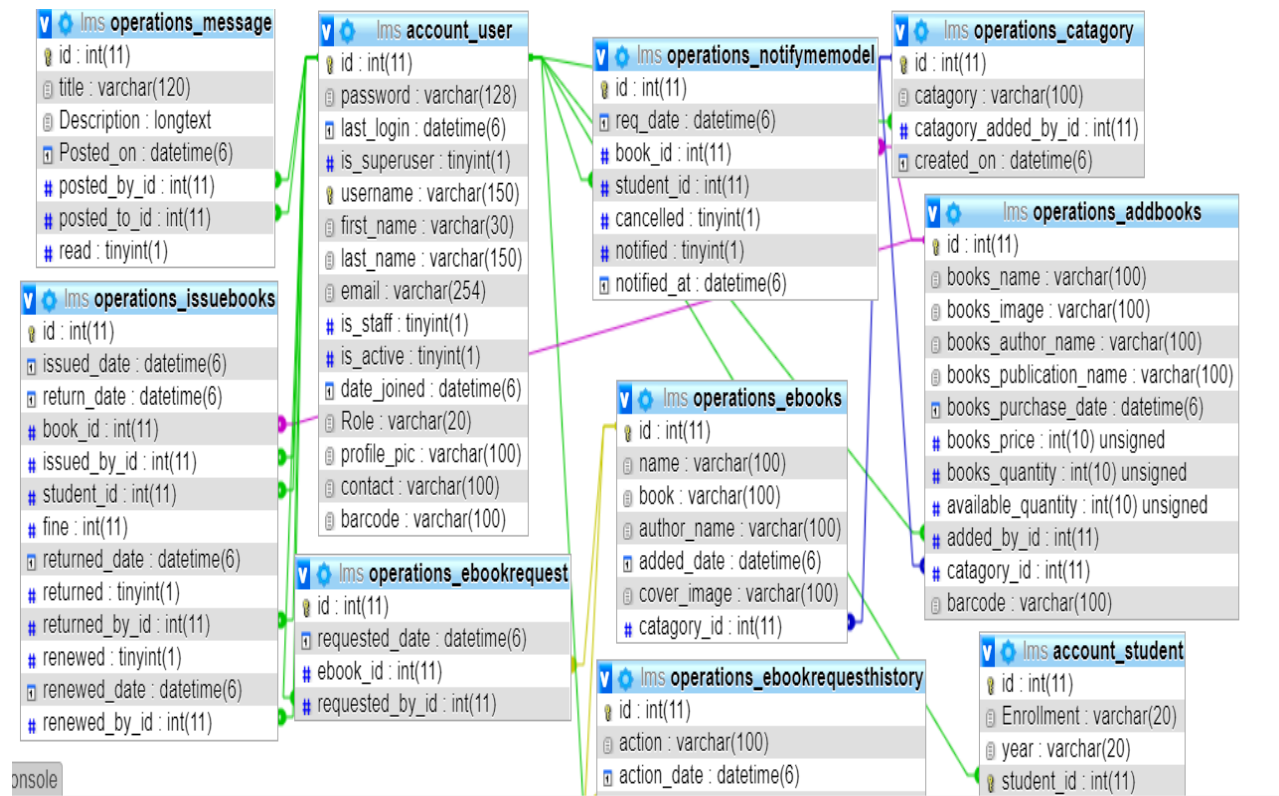 lms operations_message
id : int(11)
title : varchar(120)
Description : longtext
Posted_on : datetime(6)
posted_by_id : int(11)
posted_to_id : int(11)
read : tinyint(1)
lms operations_issuebooks
id : int(11)
issued_date : datetime(6)
return_date : datetime(6)
book_id : int(11)
issued_by_id : int(11)
student_id : int(11)
fine : int(11)
returned_date : datetime(6)
returned : tinyint(1)
returned_by_id : int(11)
renewed : tinyint(1)
renewed_date : datetime(6)
renewed_by_id : int(11)
onsole
lms account_user
id : int(11)
password : varchar(128)
last_login : datetime(6)
is_superuser : tinyint(1)
username : varchar(150)
first_name : varchar(30)
last_name : varchar(150)
email : varchar(254)
is_staff : tinyint(1)
is_active : tinyint(1)
date_joined : datetime(6)
Role : varchar(20)
profile_pic : varchar(100)
contact : varchar(100)
barcode : varchar(100)
lms operations_ebookrequest
id : int(11)
requested_date : datetime(6)
ebook_id : int(11)
requested_by_id : int(11)
lms operations_notifymemodel
id : int(11)
req_date : datetime(6)
book_id : int(11)
student_id : int(11)
cancelled : tinyint(1)
notified : tinyint(1)
notified_at : datetime(6)
lms operations_ebooks
id : int(11)
name : varchar(100)
book : varchar(100)
author_name : varchar(100)
added_date : datetime(6)
cover_image : varchar(100)
catagory_id : int(11)
lms operations_ebookrequesthistory
id : int(11)
action : varchar(100)
action_date : datetime(6)
lms operations_catagory
id : int(11)
catagory : varchar(100)
catagory_added_by_id : int(11)
created_on : datetime(6)
lms operations_addbooks
id : int(11)
books_name : varchar(100)
books_image : varchar(100)
books_author_name : varchar(100)
books_publication_name : varchar(100)
books_purchase_date : datetime(6)
books_price : int(10) unsigned
books_quantity : int(10) unsigned
available_quantity : int(10) unsigned
added_by_id : int(11)
catagory_id : int(11)
barcode : varchar(100)
lms account_student
id : int(11)
Enrollment : varchar(20)
year : varchar(20)
student_id : int(11)